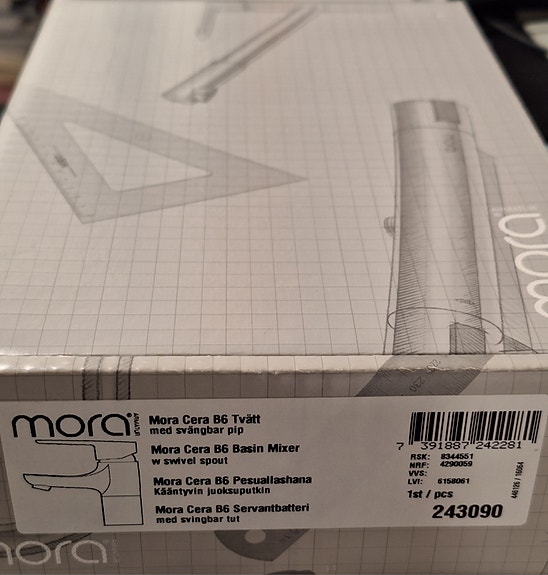 mora
mora
ARMATUR
Mora Cera B6 Tvätt
med svängbar pip
Mora Cera B6 Basin Mixer
w swivel spout
Mora Cera B6 Pesuallashana
Kääntyvin juoksuputkin
Mora Cera B6 Servantbatteri
med svingbar tut
7 391887 242281
RSK: 8344551
NRF: 4290059
VVS:
LVI: 6158061
1st / pcs
243090
mora